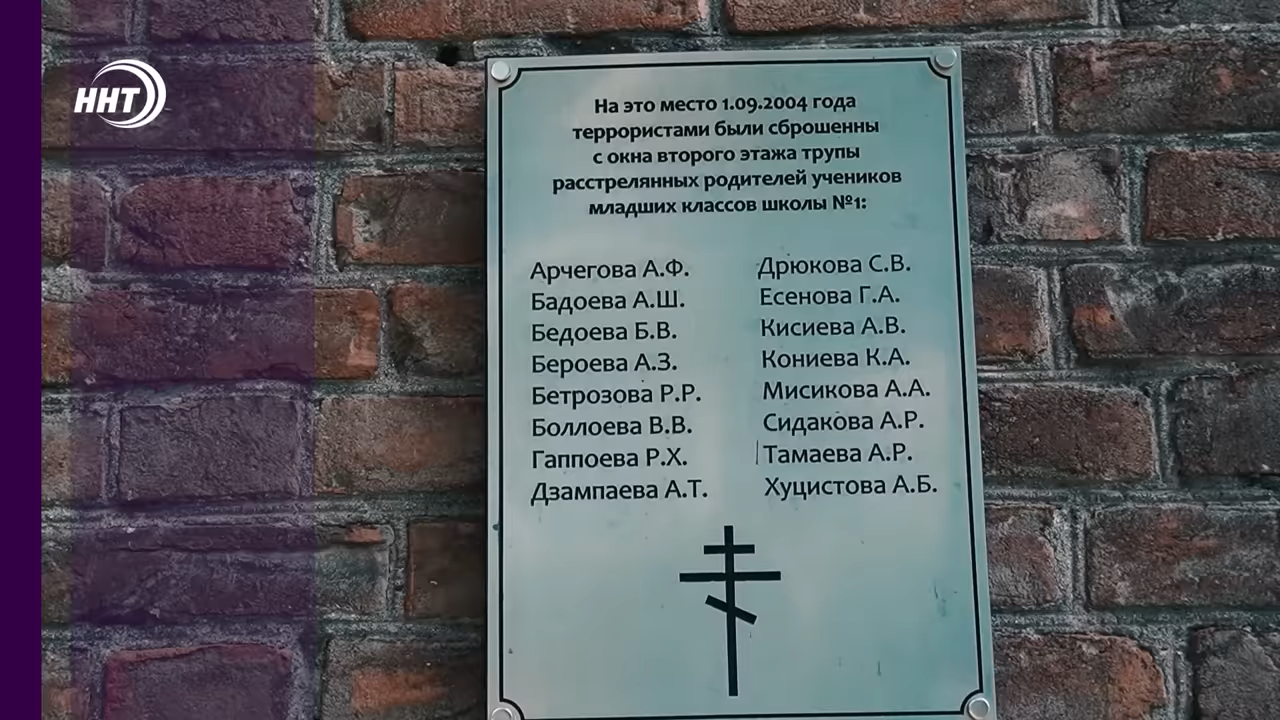 ННТ
На это место 1.09.2004 года
террористами были сброшенны
с окна второго этажа трупы
расстрелянных родителей учеников
младших классов школы №1:
Арчегова А.Ф.
Бадоева А.Ш.
Бедоева Б.В.
Бероева А.З.
Бетрозова Р.Р.
Боллоева В.В.
Гаппоева Р.Х.
Дзампаева А.Т.
Дрюкова С.В.
Есенова Г.А.
Кисиева А.В.
Кониева К.А.
Мисикова А.А.
Сидакова А.Р.
Тамаева А.Р.
Хуцистова А.Б.